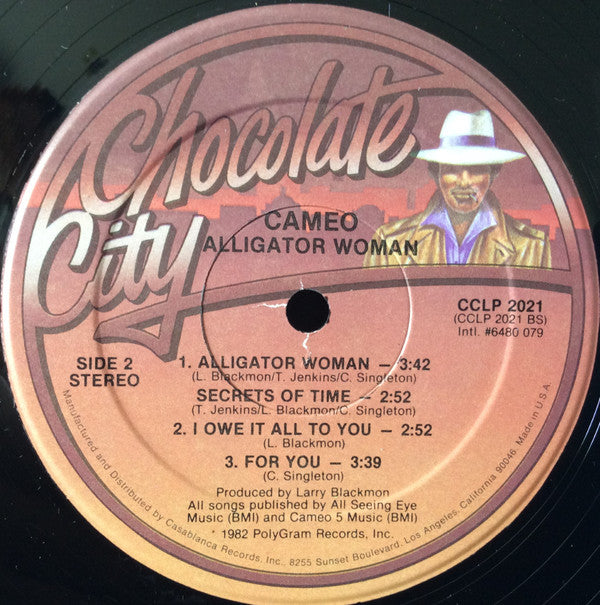 Chocolate
City
CAMEO
ALLIGATOR WOMAN
CCLP 2021
(CCLP 2021 BS)
Intl. #6480 079
SIDE 2
STEREO
1. ALLIGATOR WOMAN — 3:42
(L. Blackmon/T. Jenkins/C. Singleton)
SECRETS OF TIME — 2:52
(T. Jenkins/L. Blackmon/C. Singleton)
2. I OWE IT ALL TO YOU — 2:52
(L. Blackmon)
3. FOR YOU — 3:39
(C. Singleton)
Produced by Larry Blackmon
All songs published by All Seeing Eye
Music (BMI) and Cameo 5 Music (BMI)
1982 PolyGram Records, Inc.
Manufactured and Distributed by Casablanca Records, Inc., 8255 Sunset Boulevard, Los Angeles, California 90046. Made in U.S.A.